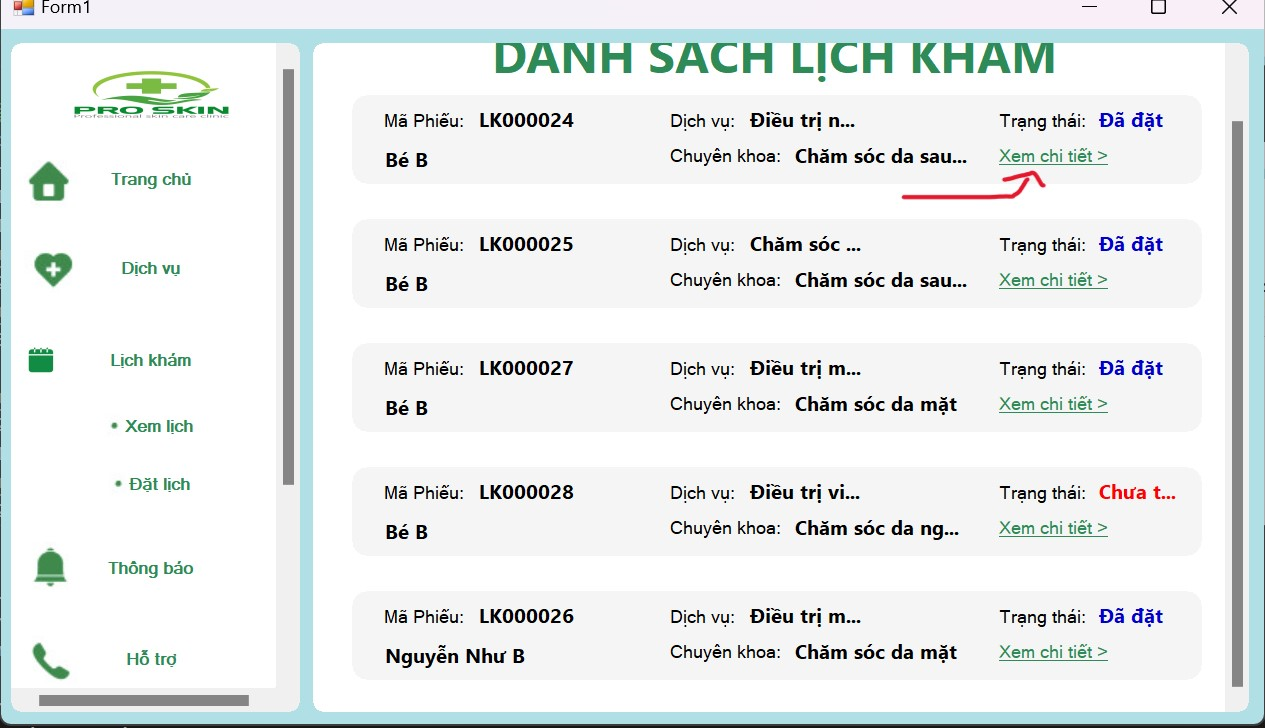 Form1
DANH SÁCH LỊCH KHÁM
PRO SKIN
Professional skin care clinic
Trang chủ
Dịch vụ
Lịch khám
• Xem lịch
• Đặt lịch
Thông báo
Hỗ trợ
Mã Phiếu: LK000024 Dịch vụ: Điều trị n... Trạng thái: Đã đặt
Bé B Chuyên khoa: Chăm sóc da sau... Xem chi tiết >
Mã Phiếu: LK000025 Dịch vụ: Chăm sóc ... Trạng thái: Đã đặt
Bé B Chuyên khoa: Chăm sóc da sau... Xem chi tiết >
Mã Phiếu: LK000027 Dịch vụ: Điều trị m... Trạng thái: Đã đặt
Bé B Chuyên khoa: Chăm sóc da mặt Xem chi tiết >
Mã Phiếu: LK000028 Dịch vụ: Điều trị vi... Trạng thái: Chưa t...
Bé B Chuyên khoa: Chăm sóc da ng... Xem chi tiết >
Mã Phiếu: LK000026 Dịch vụ: Điều trị m... Trạng thái: Đã đặt
Nguyễn Như B Chuyên khoa: Chăm sóc da mặt Xem chi tiết >